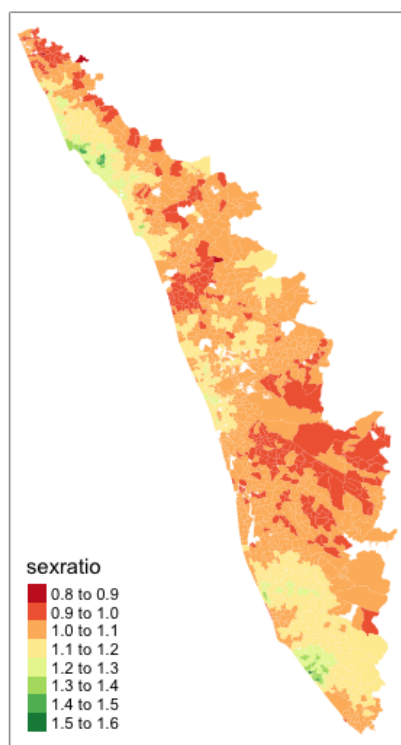 sexratio
0.8 to 0.9
0.9 to 1.0
1.0 to 1.1
1.1 to 1.2
1.2 to 1.3
1.3 to 1.4
1.4 to 1.5
1.5 to 1.6